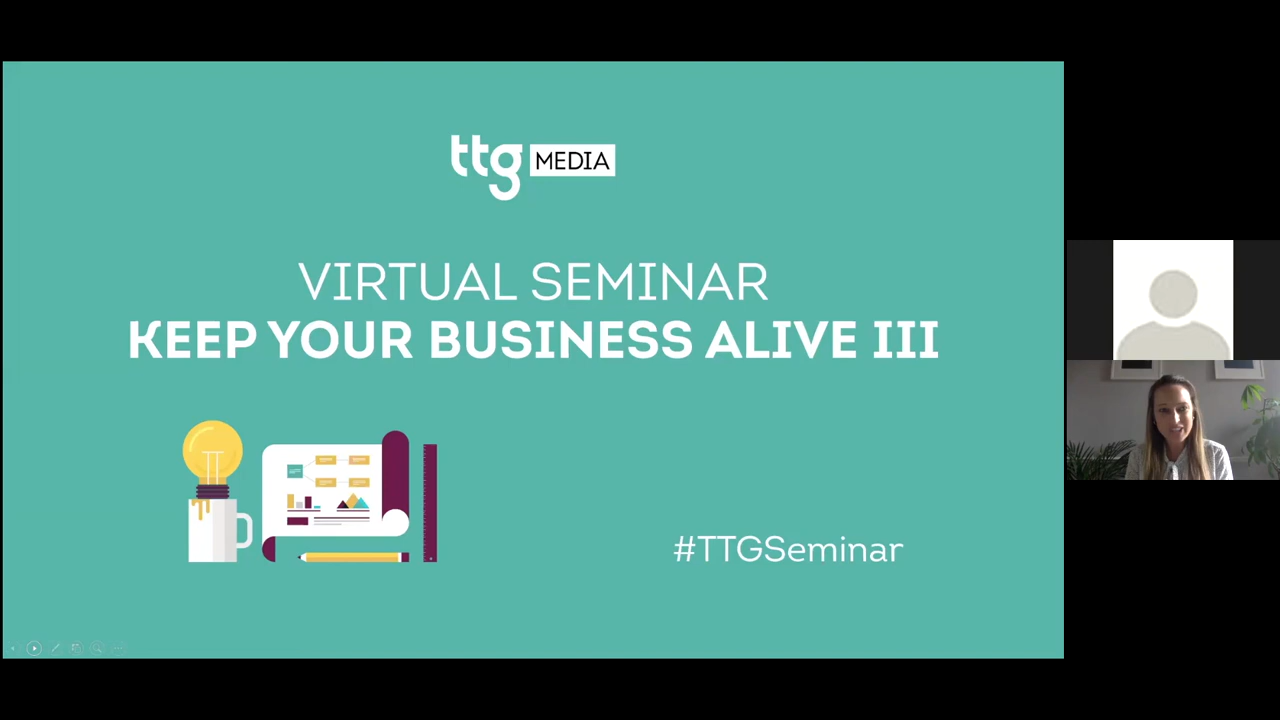 ttg MEDIA
VIRTUAL SEMINAR
KEEP YOUR BUSINESS ALIVE III
#TTGSeminar